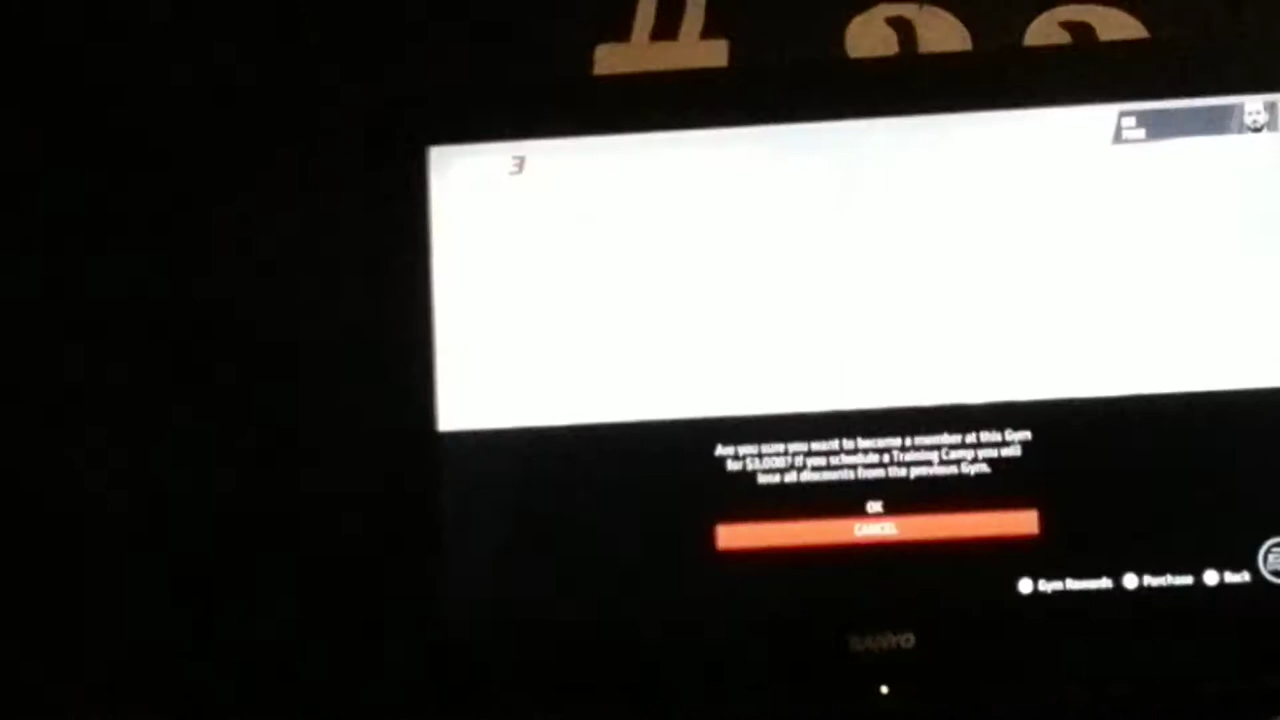 3
Are you sure you want to become a member at this Gym
for $3,000? If you schedule a Training Camp you will
lose all discounts from the previous Gym.
OK
CANCEL
Gym Rewards Purchase Back
SANYO